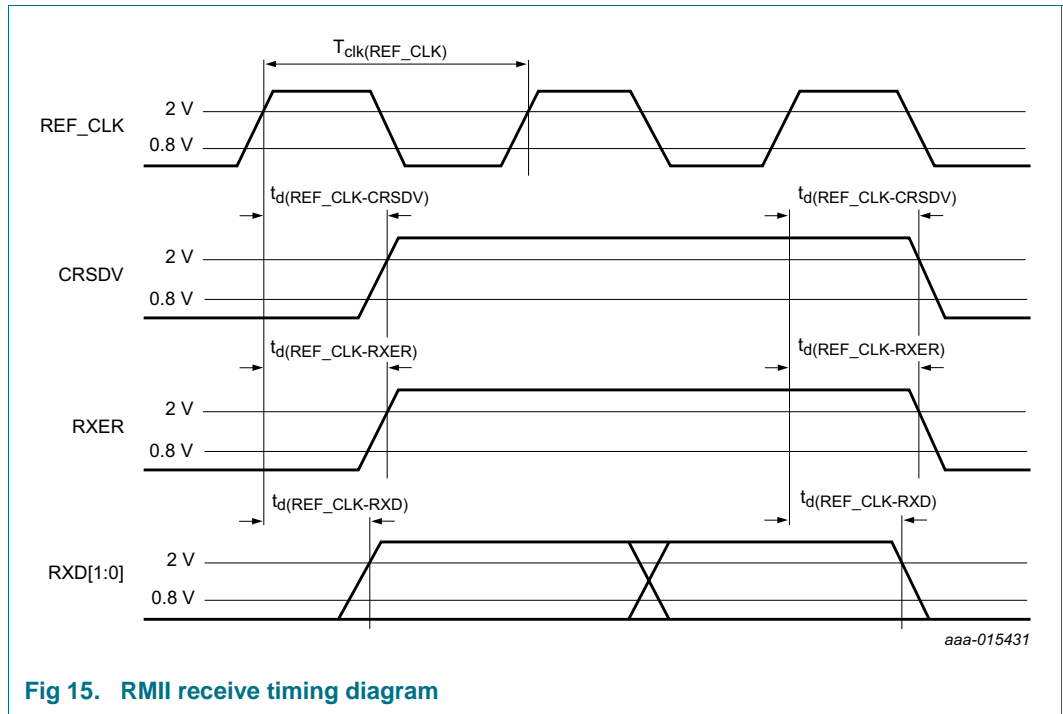 Tclk(REF_CLK)
REF_CLK
2 V
0.8 V
td(REF_CLK-CRSDV) td(REF_CLK-CRSDV)
CRSDV
2 V
0.8 V
td(REF_CLK-RXER) td(REF_CLK-RXER)
RXER
2 V
0.8 V
td(REF_CLK-RXD) td(REF_CLK-RXD)
RXD[1:0]
2 V
0.8 V
aaa-015431
Fig 15. RMII receive timing diagram